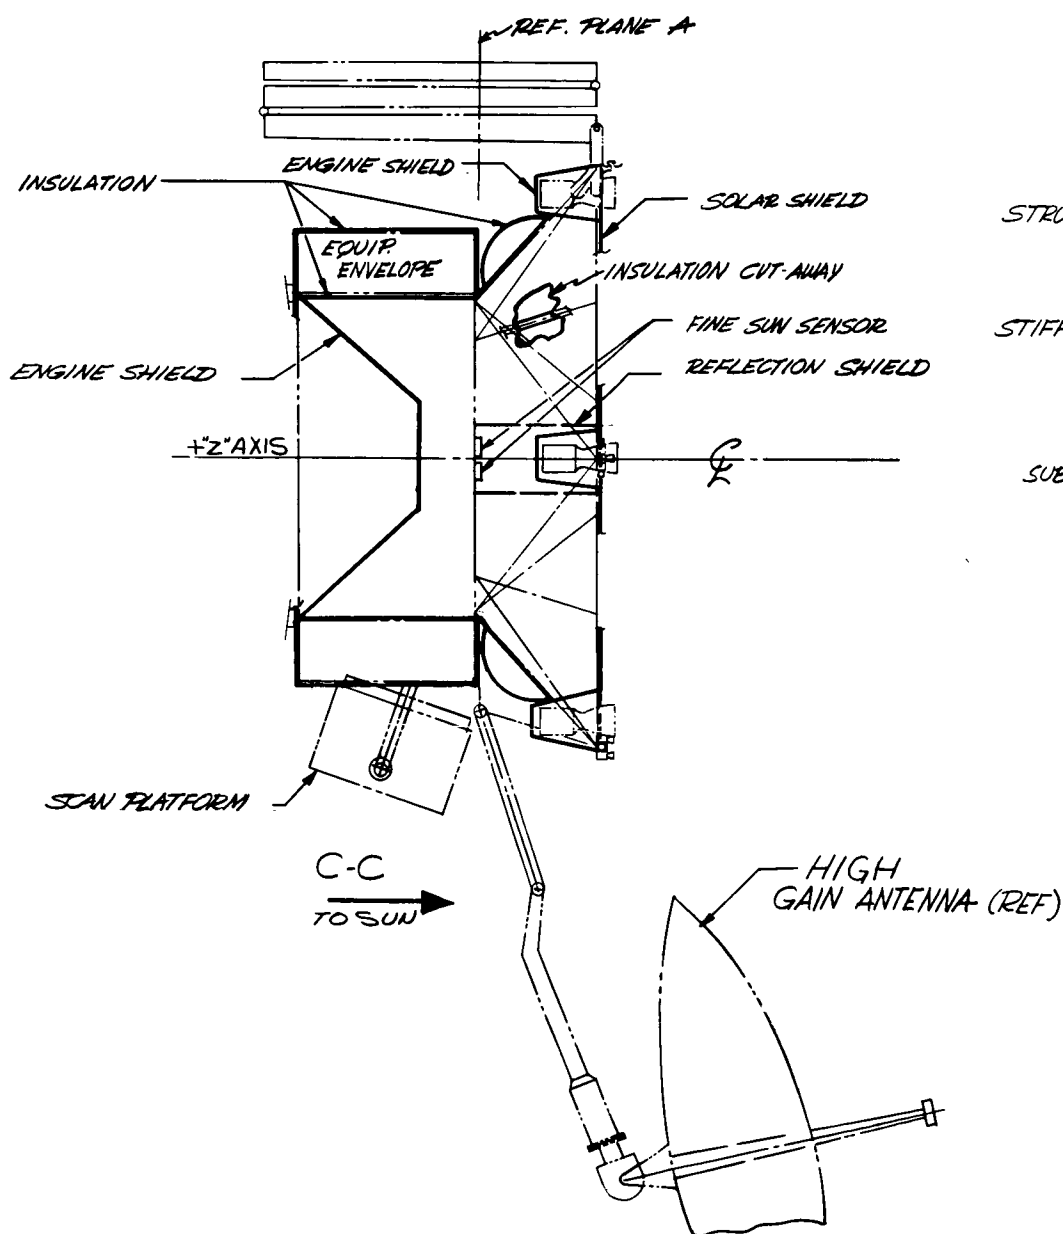 REF. PLANE A
ENGINE SHIELD
INSULATION
SOLAR SHIELD
EQUIP.
ENVELOPE
INSULATION CUT-AWAY
FINE SUN SENSOR
ENGINE SHIELD
REFLECTION SHIELD
+"Z" AXIS
℄
SCAN PLATFORM
C-C
TO SUN
HIGH
GAIN ANTENNA (REF)